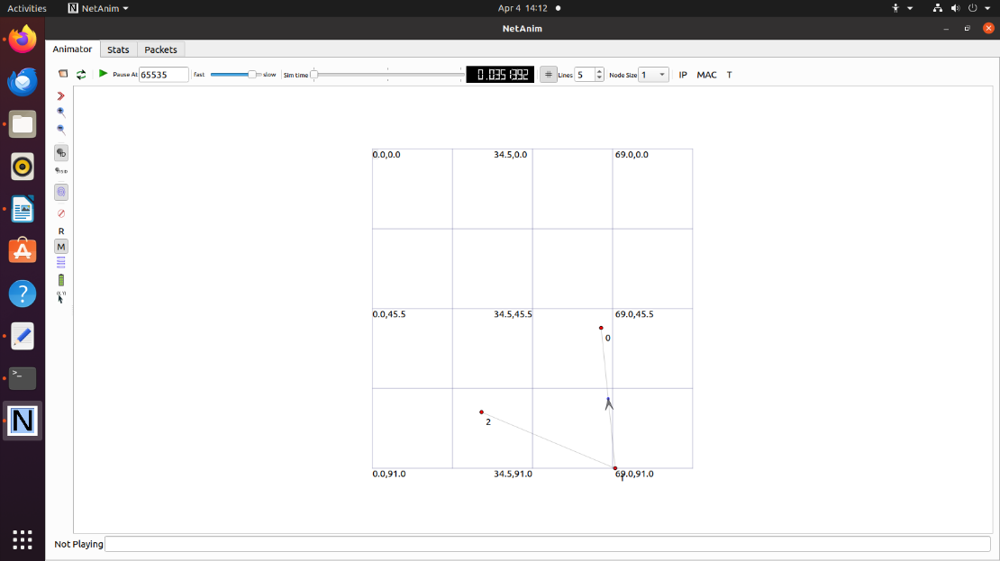 Activities NetAnim Apr 4 14:12
NetAnim
Animator Stats Packets
Pause At 65535 fast slow Sim time 0.051392 Lines 5 Node Size 1 IP MAC T
ID
SysID
R
M
(X,Y)
0.0,0.0 34.5,0.0 69.0,0.0
0.0,45.5 34.5,45.5 69.0,45.5
0
2
0.0,91.0 34.5,91.0 69.0,91.0
1
Not Playing